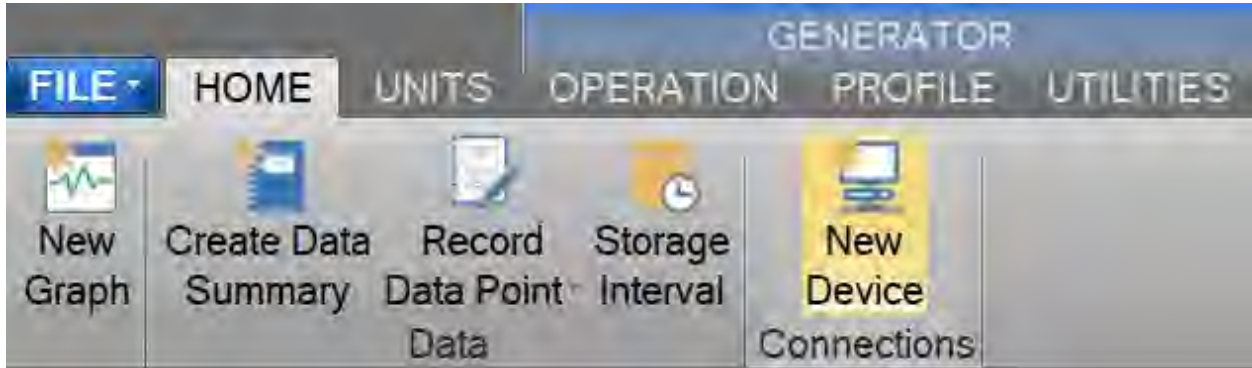 GENERATOR
FILE HOME UNITS OPERATION PROFILE UTILITIES
New Create Data Record Storage New
Graph Summary Data Point Interval Device
Data Connections